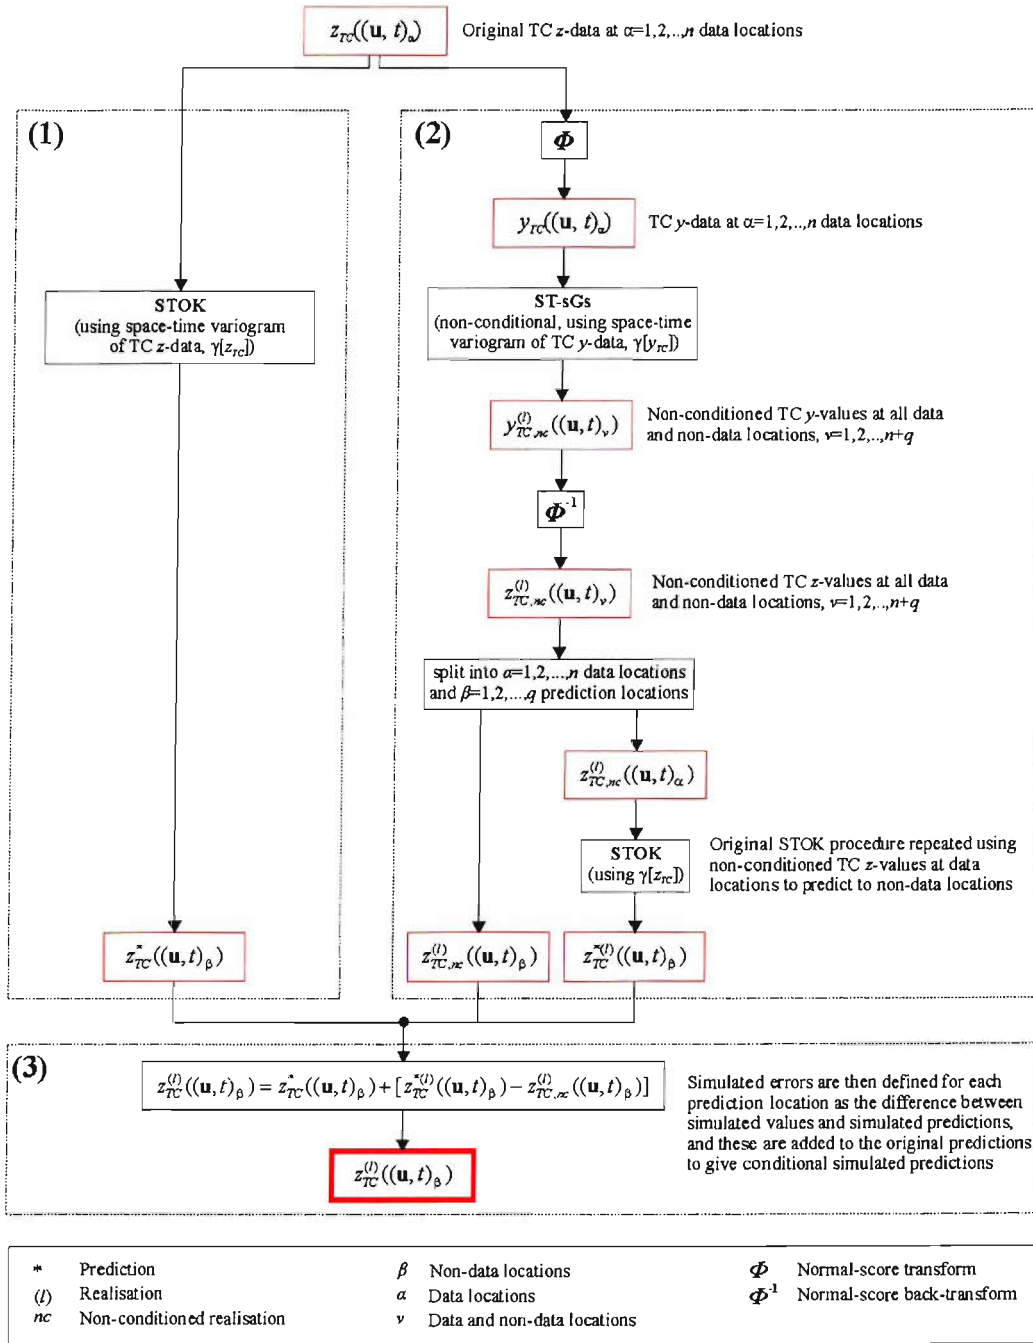 z_TC((u, t)_α) Original TC z-data at α=1,2,..,n data locations
(1)
STOK
(using space-time variogram
of TC z-data, γ[z_TC])
z*_TC((u,t)_β)
(2)
Φ
y_TC((u, t)_α) TC y-data at α=1,2,..,n data locations
ST-sGs
(non-conditional, using space-time
variogram of TC y-data, γ[y_TC])
y^(l)_TC,nc((u,t)_ν)
Non-conditioned TC y-values at all data
and non-data locations, ν=1,2,..,n+q
Φ^-1
z^(l)_TC,nc((u,t)_ν)
Non-conditioned TC z-values at all data
and non-data locations, ν=1,2,..,n+q
split into α=1,2,...,n data locations
and β=1,2,...,q prediction locations
z^(l)_TC,nc((u,t)_α)
STOK
(using γ[z_TC])
Original STOK procedure repeated using
non-conditioned TC z-values at data
locations to predict to non-data locations
z^(l)_TC,nc((u,t)_β)
z^*(l)_TC((u,t)_β)
(3)
z^(l)_TC((u,t)_β) = z^*_TC((u,t)_β) + [z^*(l)_TC((u,t)_β) − z^(l)_TC,nc((u,t)_β)]
Simulated errors are then defined for each
prediction location as the difference between
simulated values and simulated predictions,
and these are added to the original predictions
to give conditional simulated predictions
z^(l)_TC((u,t)_β)
* Prediction
(l) Realisation
nc Non-conditioned realisation
β Non-data locations
α Data locations
ν Data and non-data locations
Φ Normal-score transform
Φ^-1 Normal-score back-transform